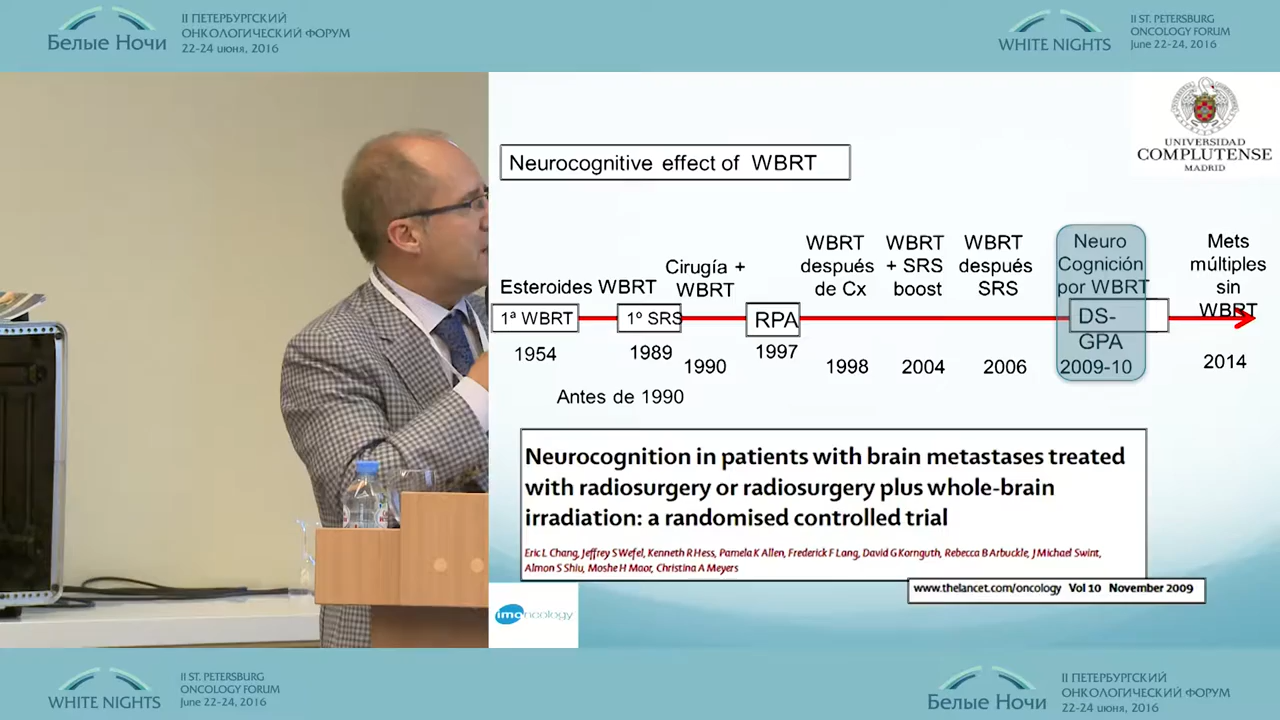 Белые Ночи
II ПЕТЕРБУРГСКИЙ
ОНКОЛОГИЧЕСКИЙ ФОРУМ
22-24 июня, 2016
WHITE NIGHTS
II ST. PETERSBURG
ONCOLOGY FORUM
June 22-24, 2016
UNIVERSIDAD
COMPLUTENSE
MADRID
Neurocognitive effect of WBRT
Esteroides WBRT
Cirugía +
WBRT
WBRT
después
de Cx
WBRT
+ SRS
boost
WBRT
después
SRS
Neuro
Cognición
por WBRT
Mets
múltiples
sin
WBRT
1ª WBRT
1º SRS
RPA
DS-
GPA
1954
1989
1990
1997
1998
2004
2006
2009-10
2014
Antes de 1990
Neurocognition in patients with brain metastases treated
with radiosurgery or radiosurgery plus whole-brain
irradiation: a randomised controlled trial
Eric L Chang, Jeffrey S Wefel, Kenneth R Hess, Pamela K Allen, Frederick F Lang, David G Kornguth, Rebecca B Arbuckle, J Michael Swint,
Almon S Shiu, Moshe H Maor, Christina A Meyers
www.thelancet.com/oncology Vol 10 November 2009
imoncology
WHITE NIGHTS
II ST. PETERSBURG
ONCOLOGY FORUM
June 22-24, 2016
Белые Ночи
II ПЕТЕРБУРГСКИЙ
ОНКОЛОГИЧЕСКИЙ ФОРУМ
22-24 июня, 2016